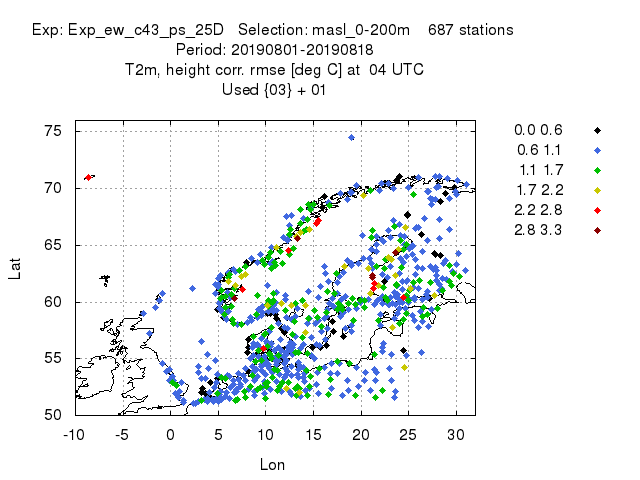 Exp: Exp_ew_c43_ps_25D Selection: masl_0-200m 687 stations
Period: 20190801-20190818
T2m, height corr. rmse [deg C] at 04 UTC
Used {03} + 01
0.0 0.6
0.6 1.1
1.1 1.7
1.7 2.2
2.2 2.8
2.8 3.3
75
70
65
60
55
50
Lat
-10 -5 0 5 10 15 20 25 30
Lon